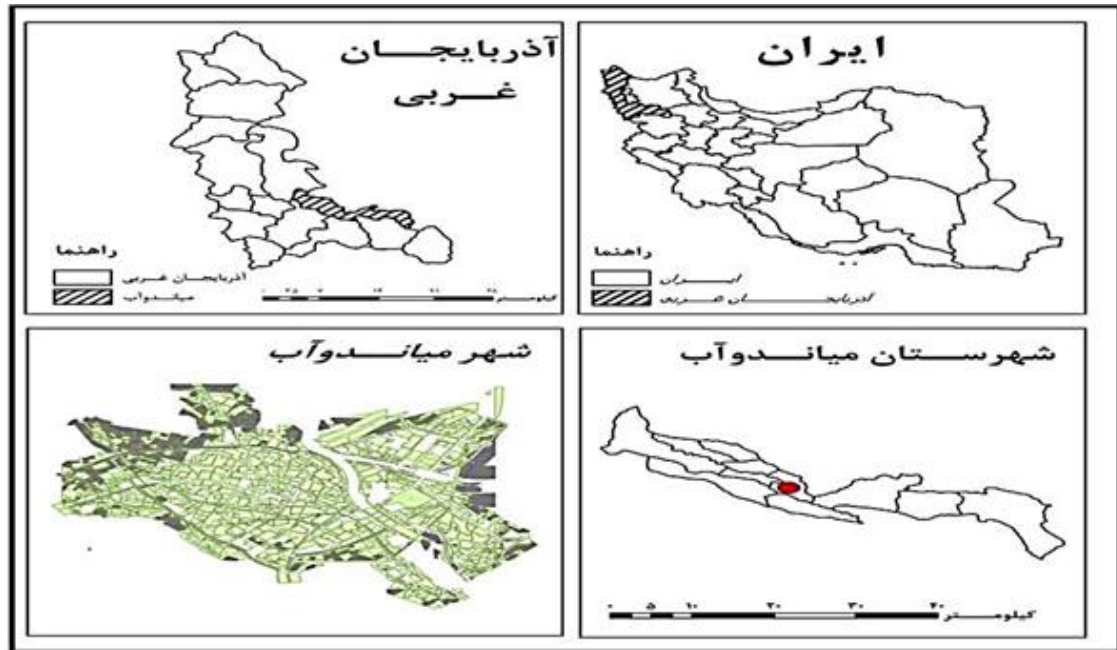 ایران
راهنما
ایران
آذربایجان غربی
آذربایجان
غربی
راهنما
آذربایجان غربی
میاندوآب
کیلومتر
شهرستان میاندوآب
۰ ۵ ۱۰ ۲۰ ۳۰ ۴۰
کیلومتر
شهر میاندوآب